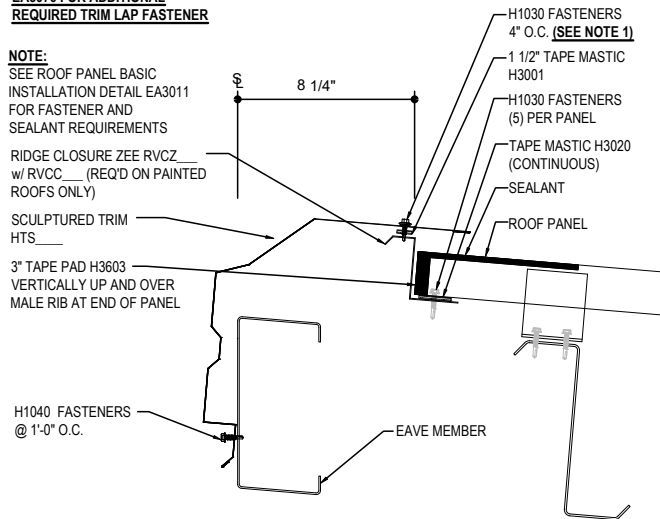 REQUIRED TRIM LAP FASTENER
NOTE:
SEE ROOF PANEL BASIC
INSTALLATION DETAIL EA3011
FOR FASTENER AND
SEALANT REQUIREMENTS
RIDGE CLOSURE ZEE RVCZ___
w/ RVCC___ (REQ'D ON PAINTED
ROOFS ONLY)
SCULPTURED TRIM
HTS____
3" TAPE PAD H3603
VERTICALLY UP AND OVER
MALE RIB AT END OF PANEL
H1040 FASTENERS
@ 1'-0" O.C.
8 1/4"
H1030 FASTENERS
4" O.C. (SEE NOTE 1)
1 1/2" TAPE MASTIC
H3001
H1030 FASTENERS
(5) PER PANEL
TAPE MASTIC H3020
(CONTINUOUS)
SEALANT
ROOF PANEL
EAVE MEMBER